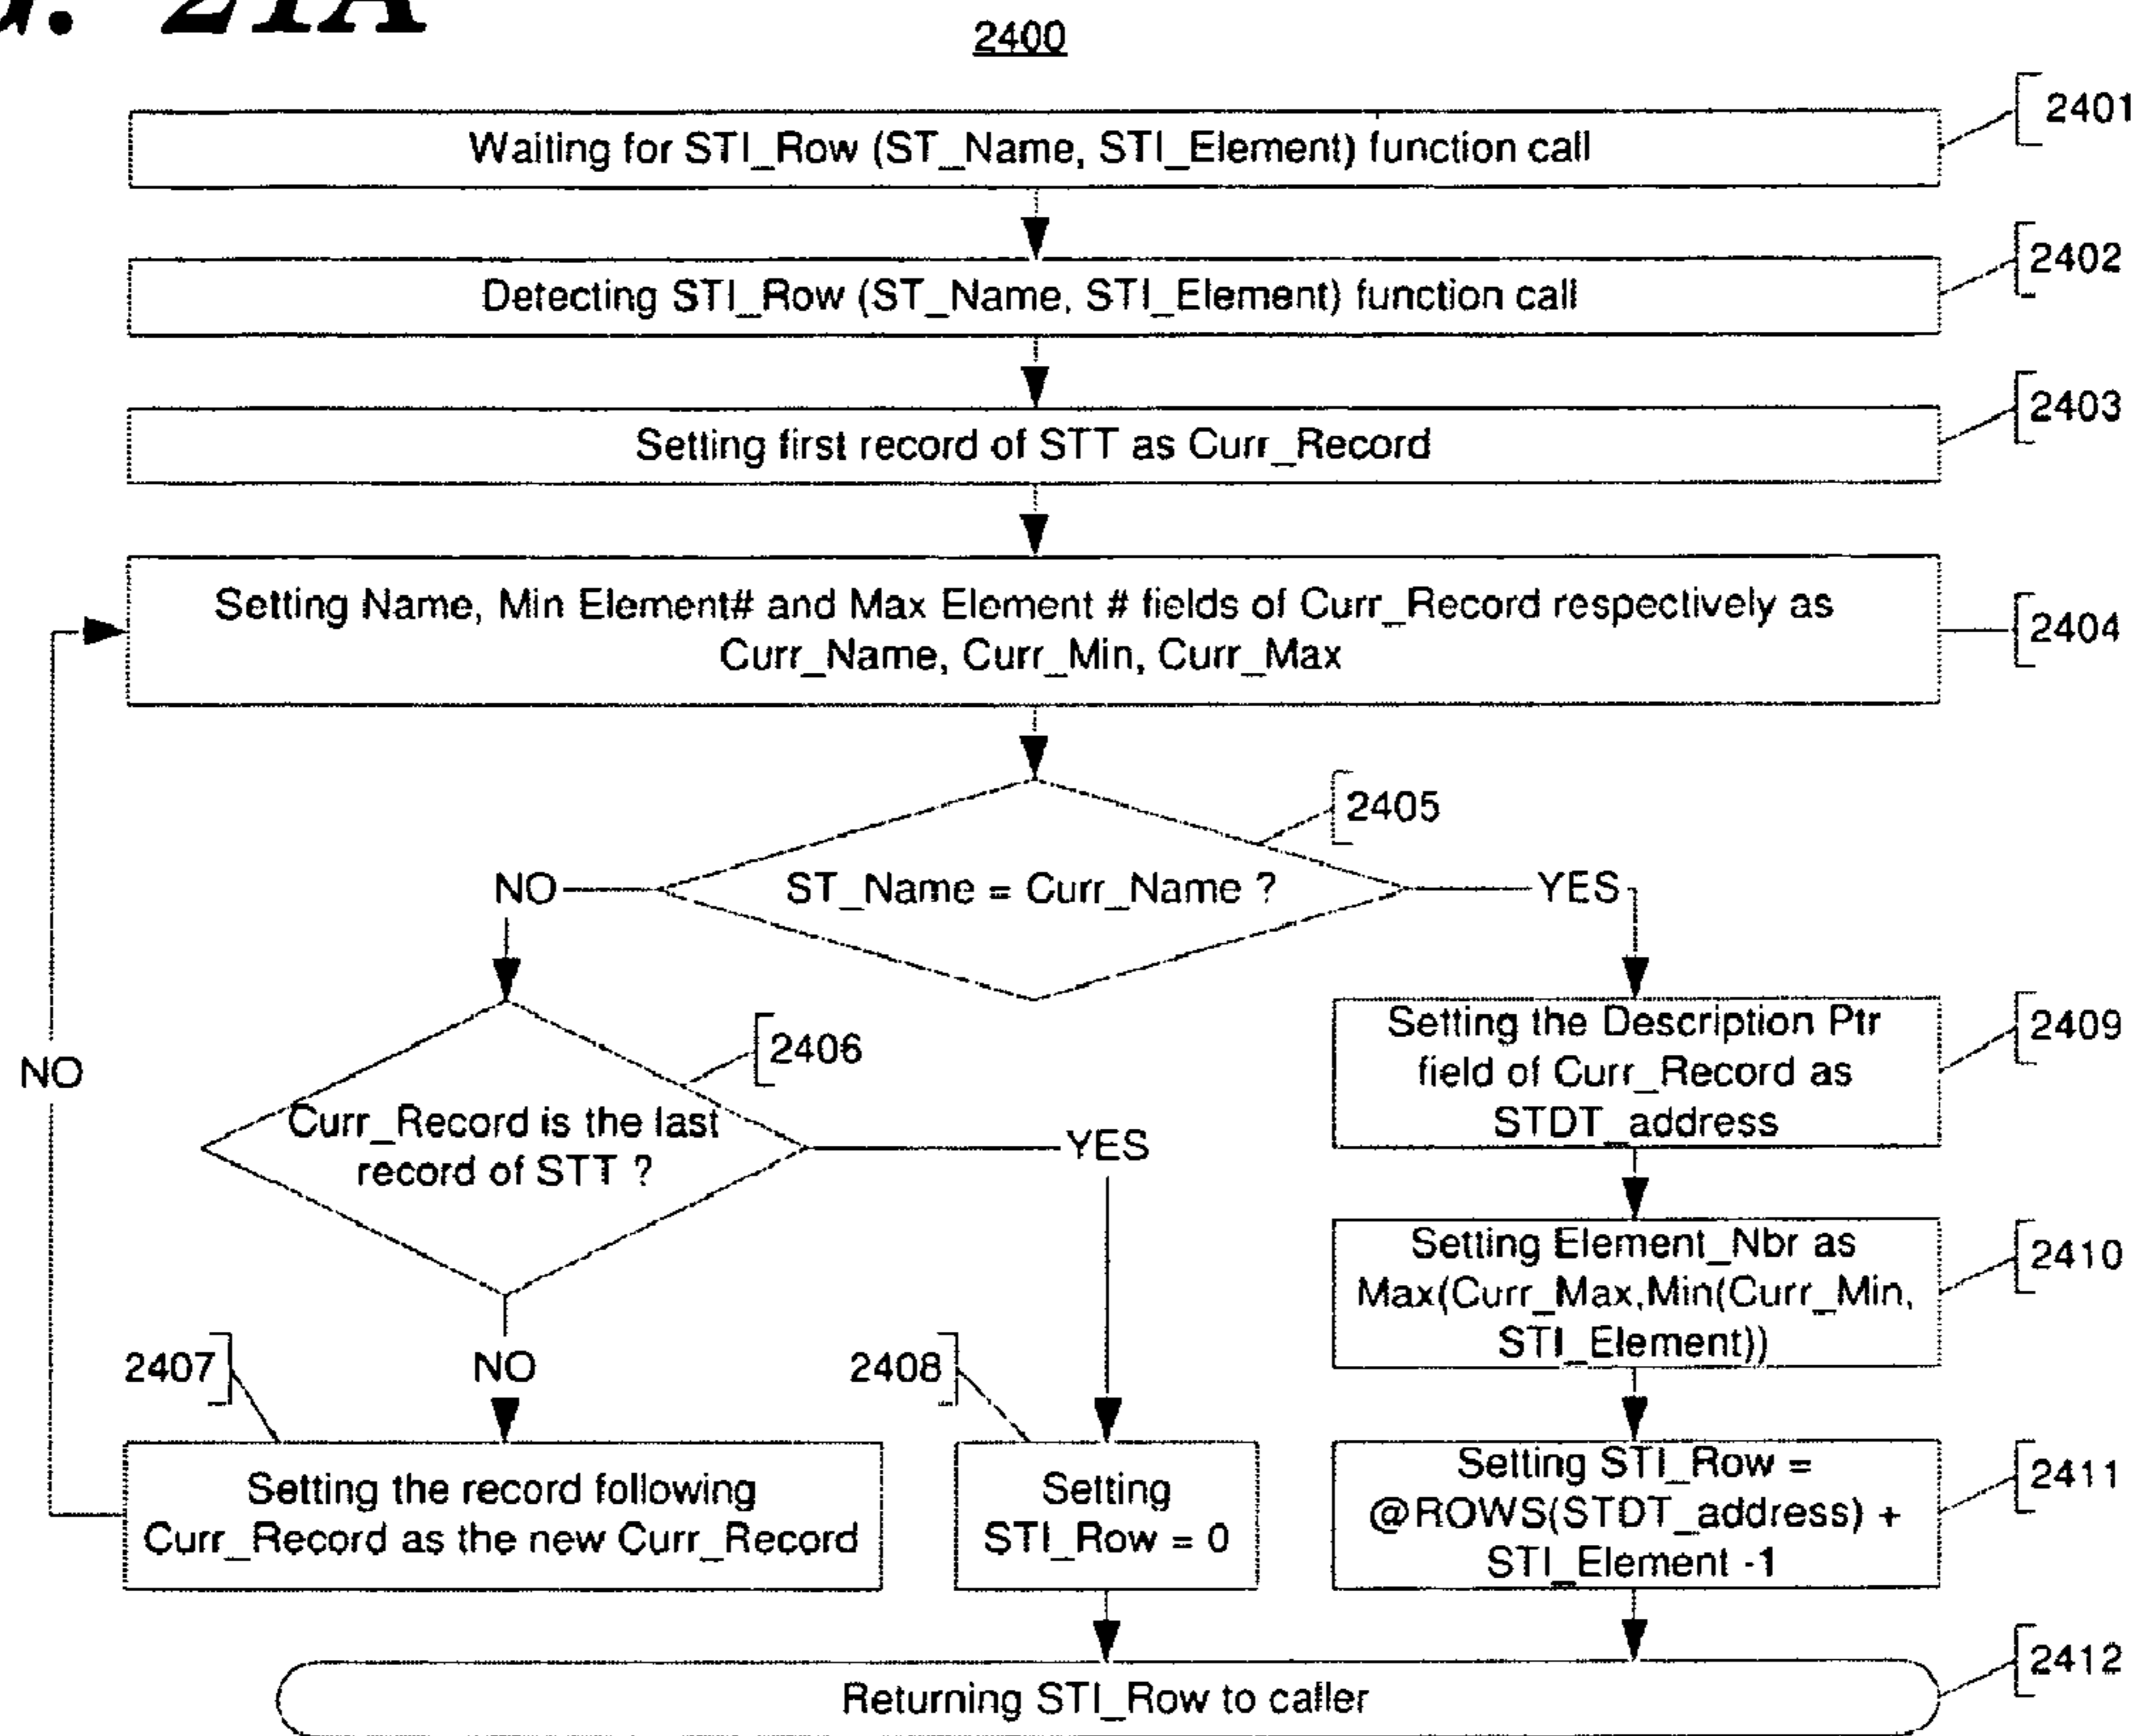 21A
2400
2401
Waiting for STI_Row (ST_Name, STI_Element) function call
2402
Detecting STI_Row (ST_Name, STI_Element) function call
2403
Setting first record of STT as Curr_Record
Setting Name, Min Element# and Max Element # fields of Curr_Record respectively as
Curr_Name, Curr_Min, Curr_Max
2404
2405
NO
ST_Name = Curr_Name ?
YES
2409
Setting the Description Ptr
field of Curr_Record as
STDT_address
2406
NO
Curr_Record is the last
record of STT ?
YES
2410
Setting Element_Nbr as
Max(Curr_Max,Min(Curr_Min,
STI_Element))
2407
NO
2408
2411
Setting STI_Row =
@ROWS(STDT_address) +
STI_Element -1
Setting the record following
Curr_Record as the new Curr_Record
Setting
STI_Row = 0
2412
Returning STI_Row to caller